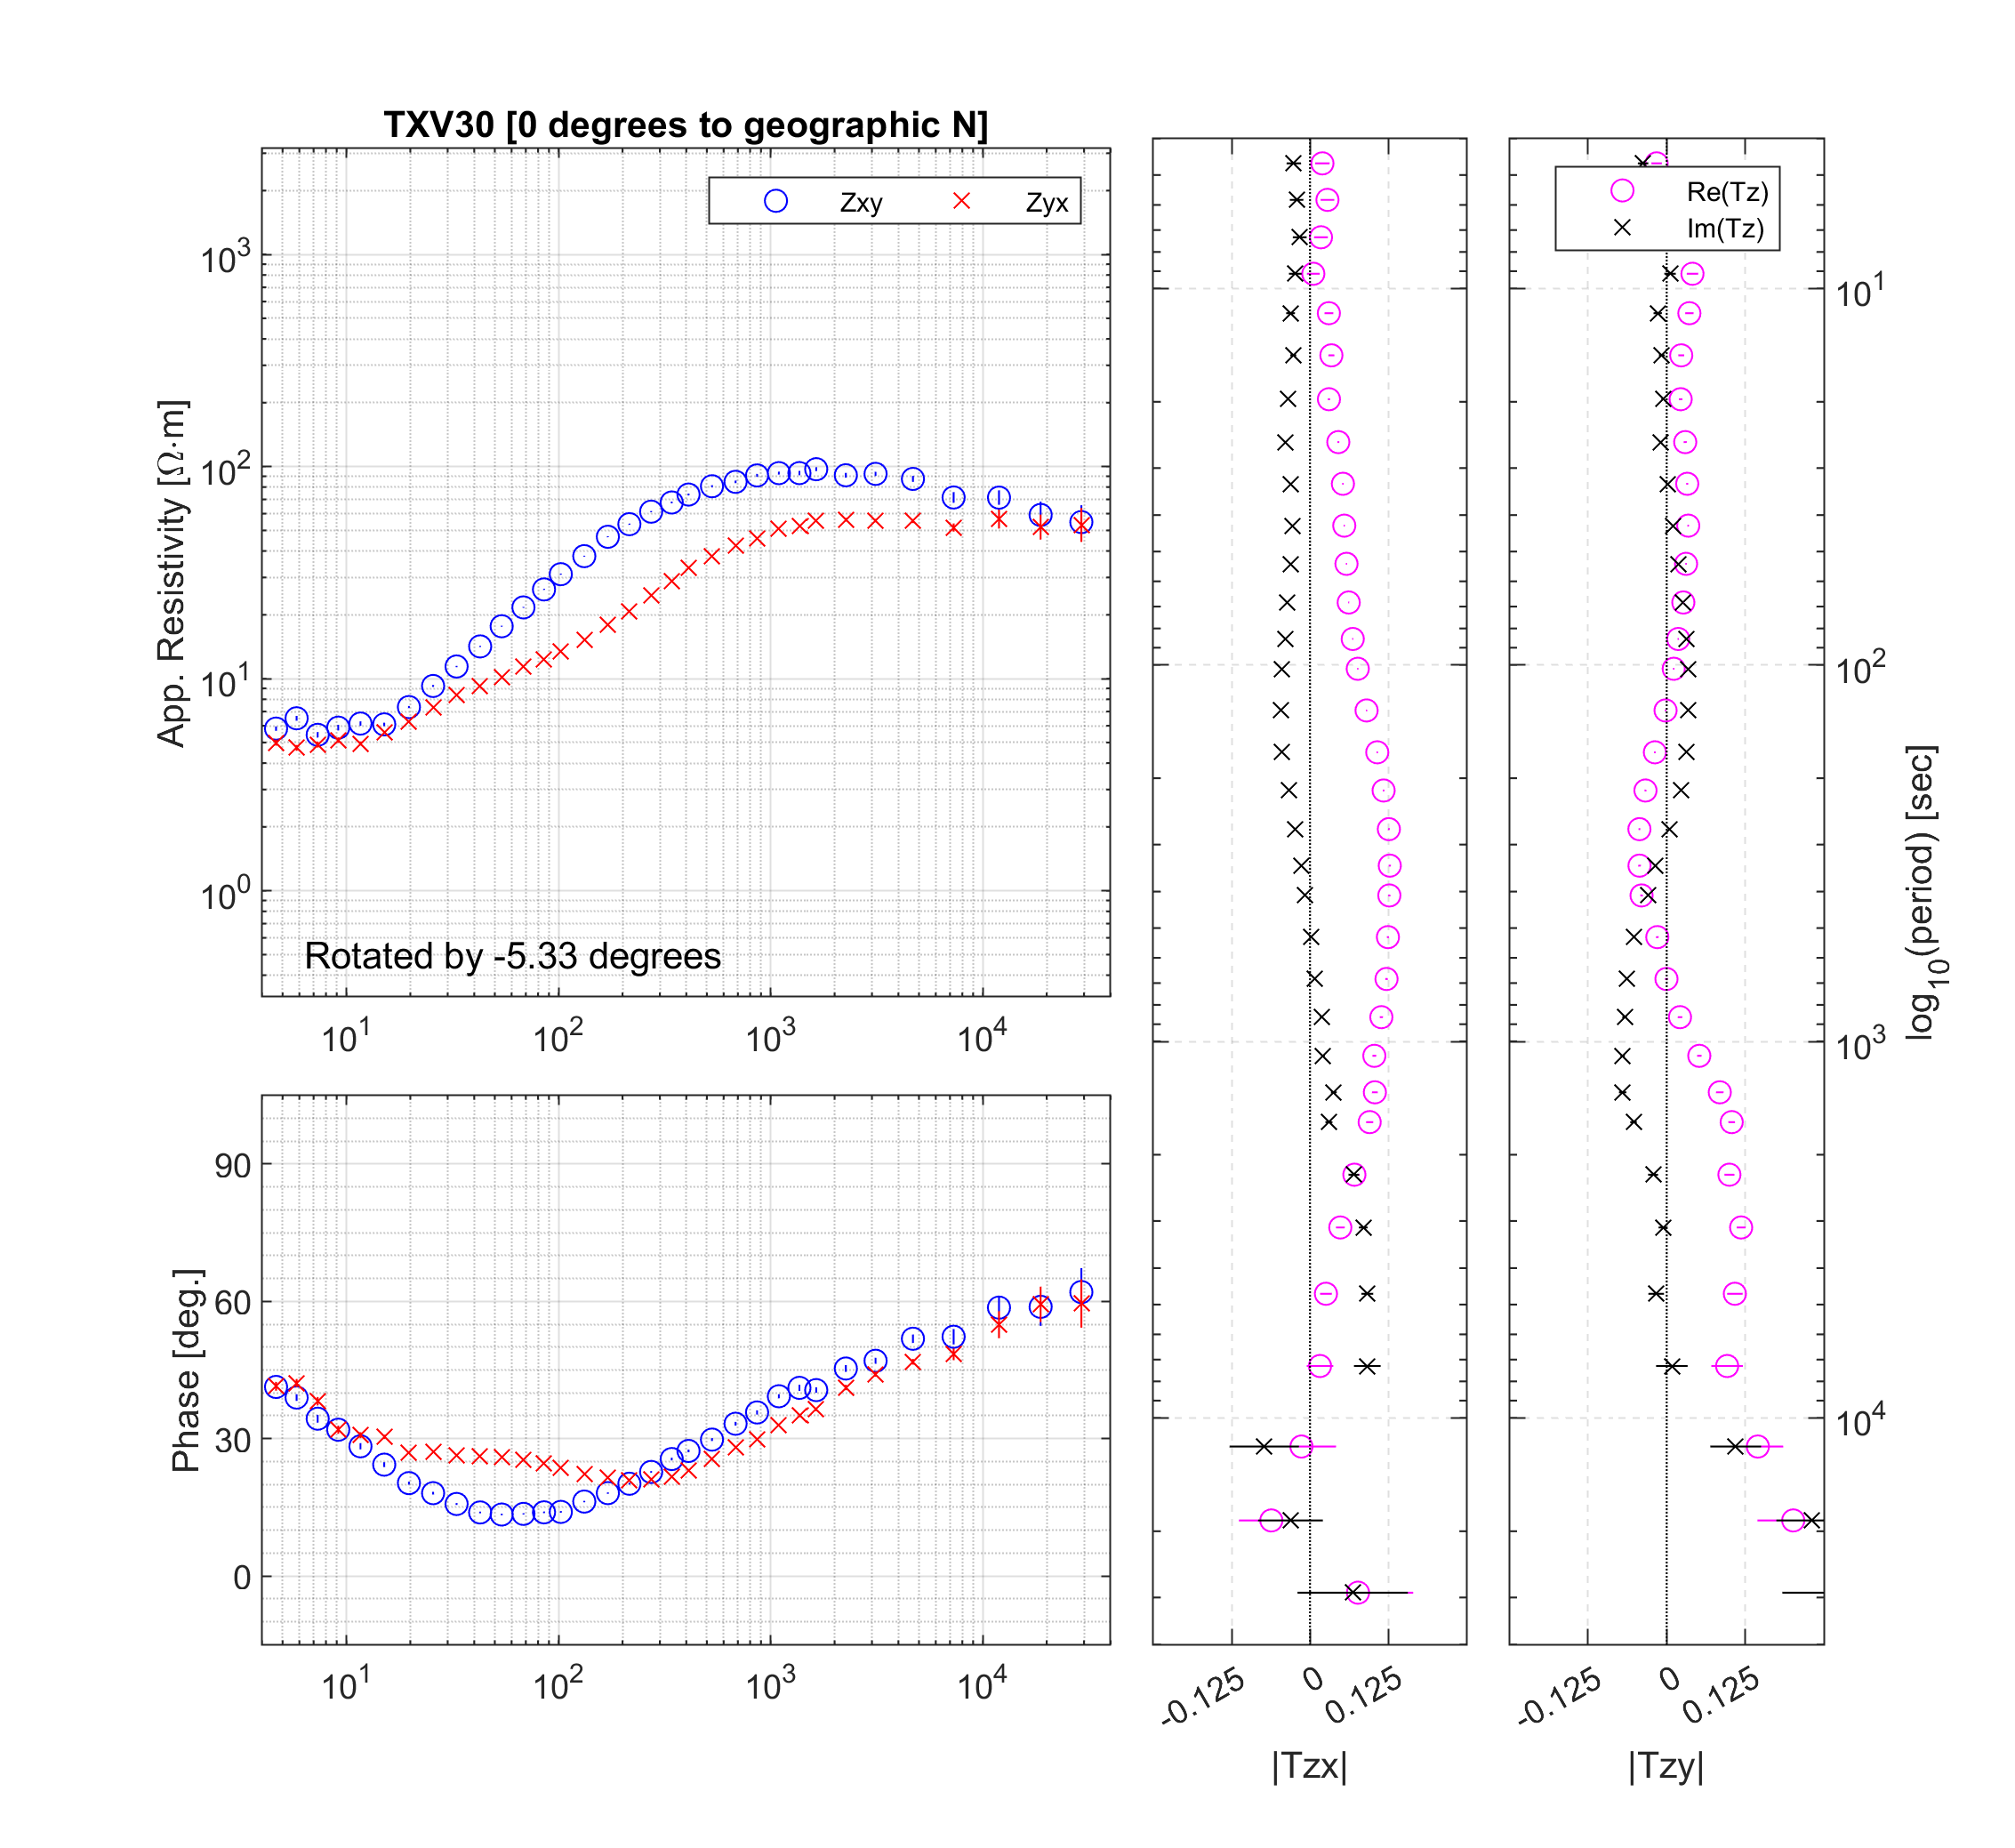 TXV30 [0 degrees to geographic N]
Zxy Zyx
App. Resistivity [Ω·m]
10³
10²
10¹
10⁰
Rotated by -5.33 degrees
10¹ 10² 10³ 10⁴
Phase [deg.]
90
60
30
0
10¹ 10² 10³ 10⁴
-0.125 0 0.125
|Tzx|
Re(Tz)
Im(Tz)
-0.125 0 0.125
|Tzy|
10¹
10²
10³
10⁴
log₁₀(period) [sec]